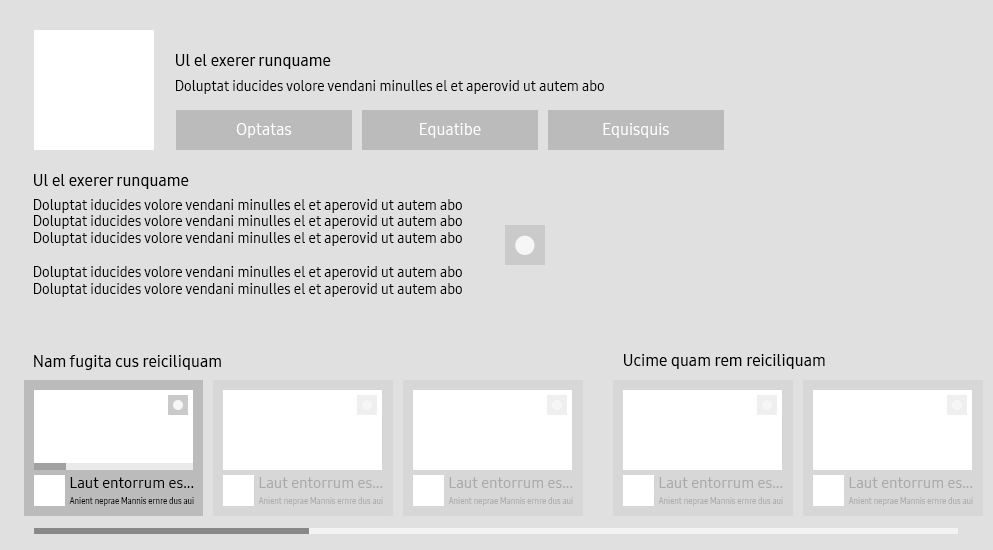 Ul el exerer runquame
Doluptat iducides volore vendani minulles el et aperovid ut autem abo
Optatas
Equatibe
Equisquis
Ul el exerer runquame
Doluptat iducides volore vendani minulles el et aperovid ut autem abo
Doluptat iducides volore vendani minulles el et aperovid ut autem abo
Doluptat iducides volore vendani minulles el et aperovid ut autem abo
Doluptat iducides volore vendani minulles el et aperovid ut autem abo
Doluptat iducides volore vendani minulles el et aperovid ut autem abo
Nam fugita cus reiciliquam
Laut entorrum es...
Anient neprae Mannis ernre dus aui
Laut entorrum es...
Anient neprae Mannis ernre dus aui
Laut entorrum es...
Anient neprae Mannis ernre dus aui
Ucime quam rem reiciliquam
Laut entorrum es...
Anient neprae Mannis ernre dus aui
Laut entorrum es...
Anient neprae Mannis ernre dus aui